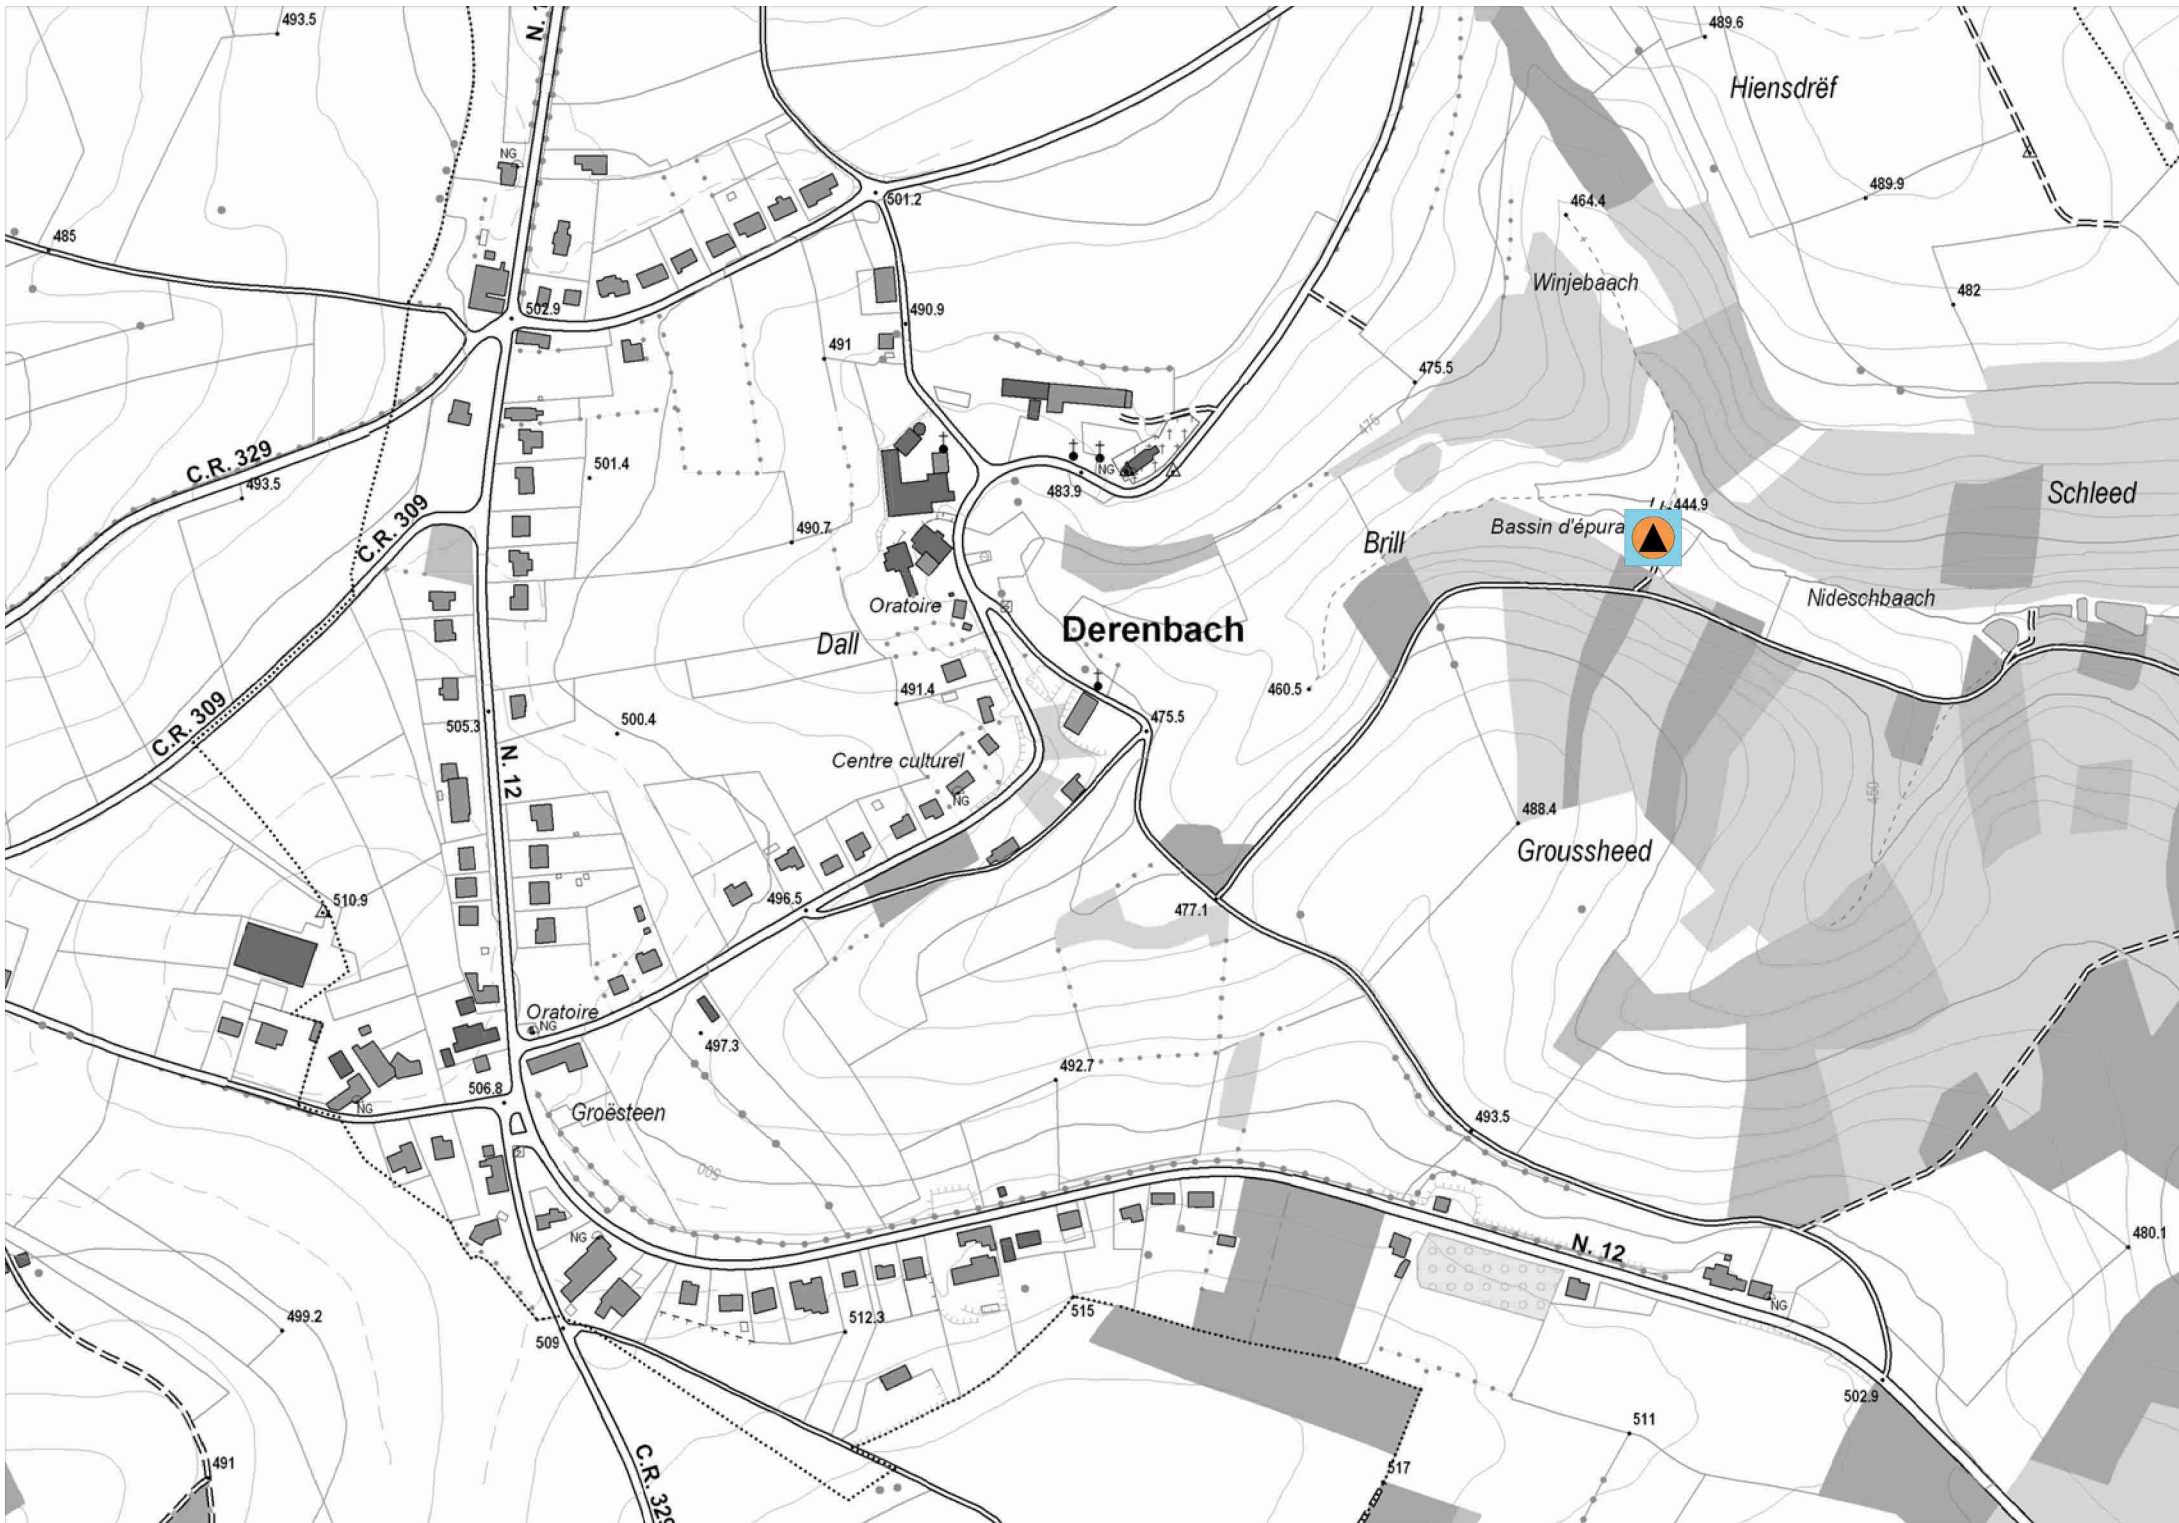 493.5
N.
489.6
Hiensdrëf
NG
489.9
464.4
501.2
485
Winjebaach
482
502.9
490.9
491
475.5
475
C.R. 329
501.4
493.5
NG
483.9
Schleed
C.R. 309
444.9
Bassin d'épura
490.7
Brill
Oratoire
Nideschbaach
Derenbach
Dall
491.4
460.5
C.R. 309
505.3
500.4
475.5
N. 12
Centre culturel
450
NG
488.4
Groussheed
496.5
510.9
477.1
Oratoire
NG
497.3
492.7
506.8
NG
Groësteen
493.5
500
NG
N. 12
480.1
499.2
515
NG
512.3
509
502.9
511
491
C.R. 329
517